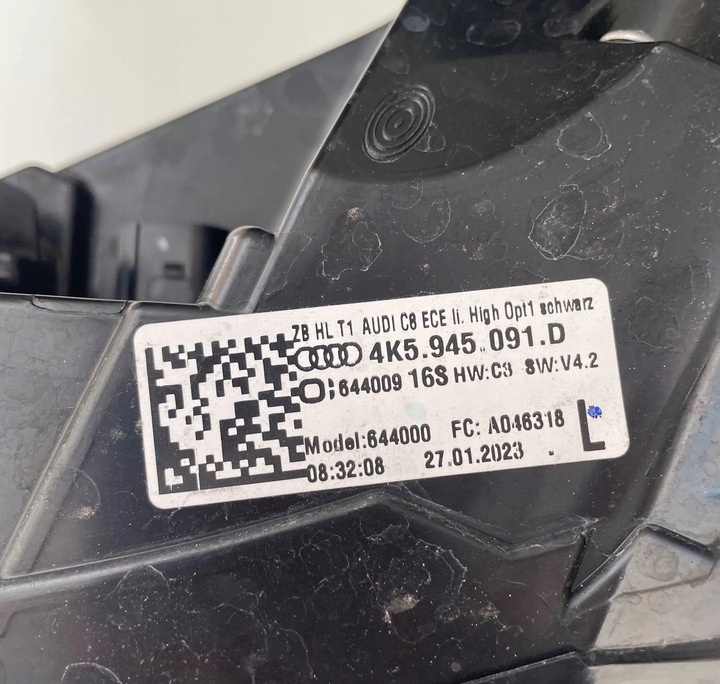 ZB HL T1 AUDI C8 ECE li. High Opt1 schwarz
4K5.945.091.D
644009 16S HW:C3 SW:V4.2
Model:644000 FC: A046318 L
08:32:08 27.01.2023